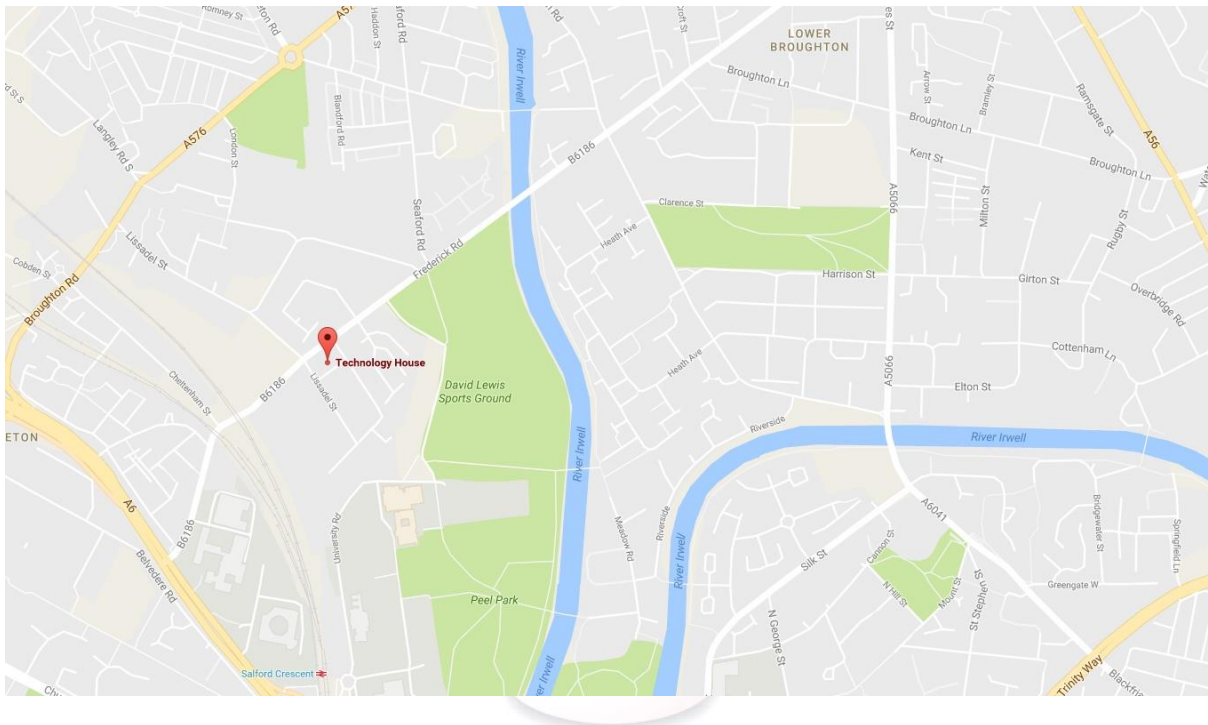 Romney St
A576
River Irwell
LOWER
BROUGHTON
Haddon St
Seaford Rd
Broughton Ln
Arrow St
Bramley St
Ramsgate St
Langley Rd S
A576
London St
Blandford Rd
B6186
Broughton Ln
Kent St
A56
Broughton Ln
A5066
Clarence St
Milton St
Rugby St
Lissadel St
Seaford Rd
Frederick Rd
Heath Ave
Cobden St
Harrison St
Girton St
Broughton Rd
Overbridge Rd
Technology House
Cottenham Ln
Heath Ave
A5066
Cheltenham St
B6186
Lissadel St
David Lewis
Sports Ground
Elton St
Riverside
ETON
River Irwell
River Irwell
A6
University Rd
Riverside
A6041
Bridgewater St
Springfield Ln
B6186
Meadow Rd
Silk St
Cannon St
River Irwell
Belvedere Rd
N Hill St
Mount St
St Stephen St
Greengate W
Peel Park
N George St
Salford Crescent
River Irwell
Trinity Way
Blackfria